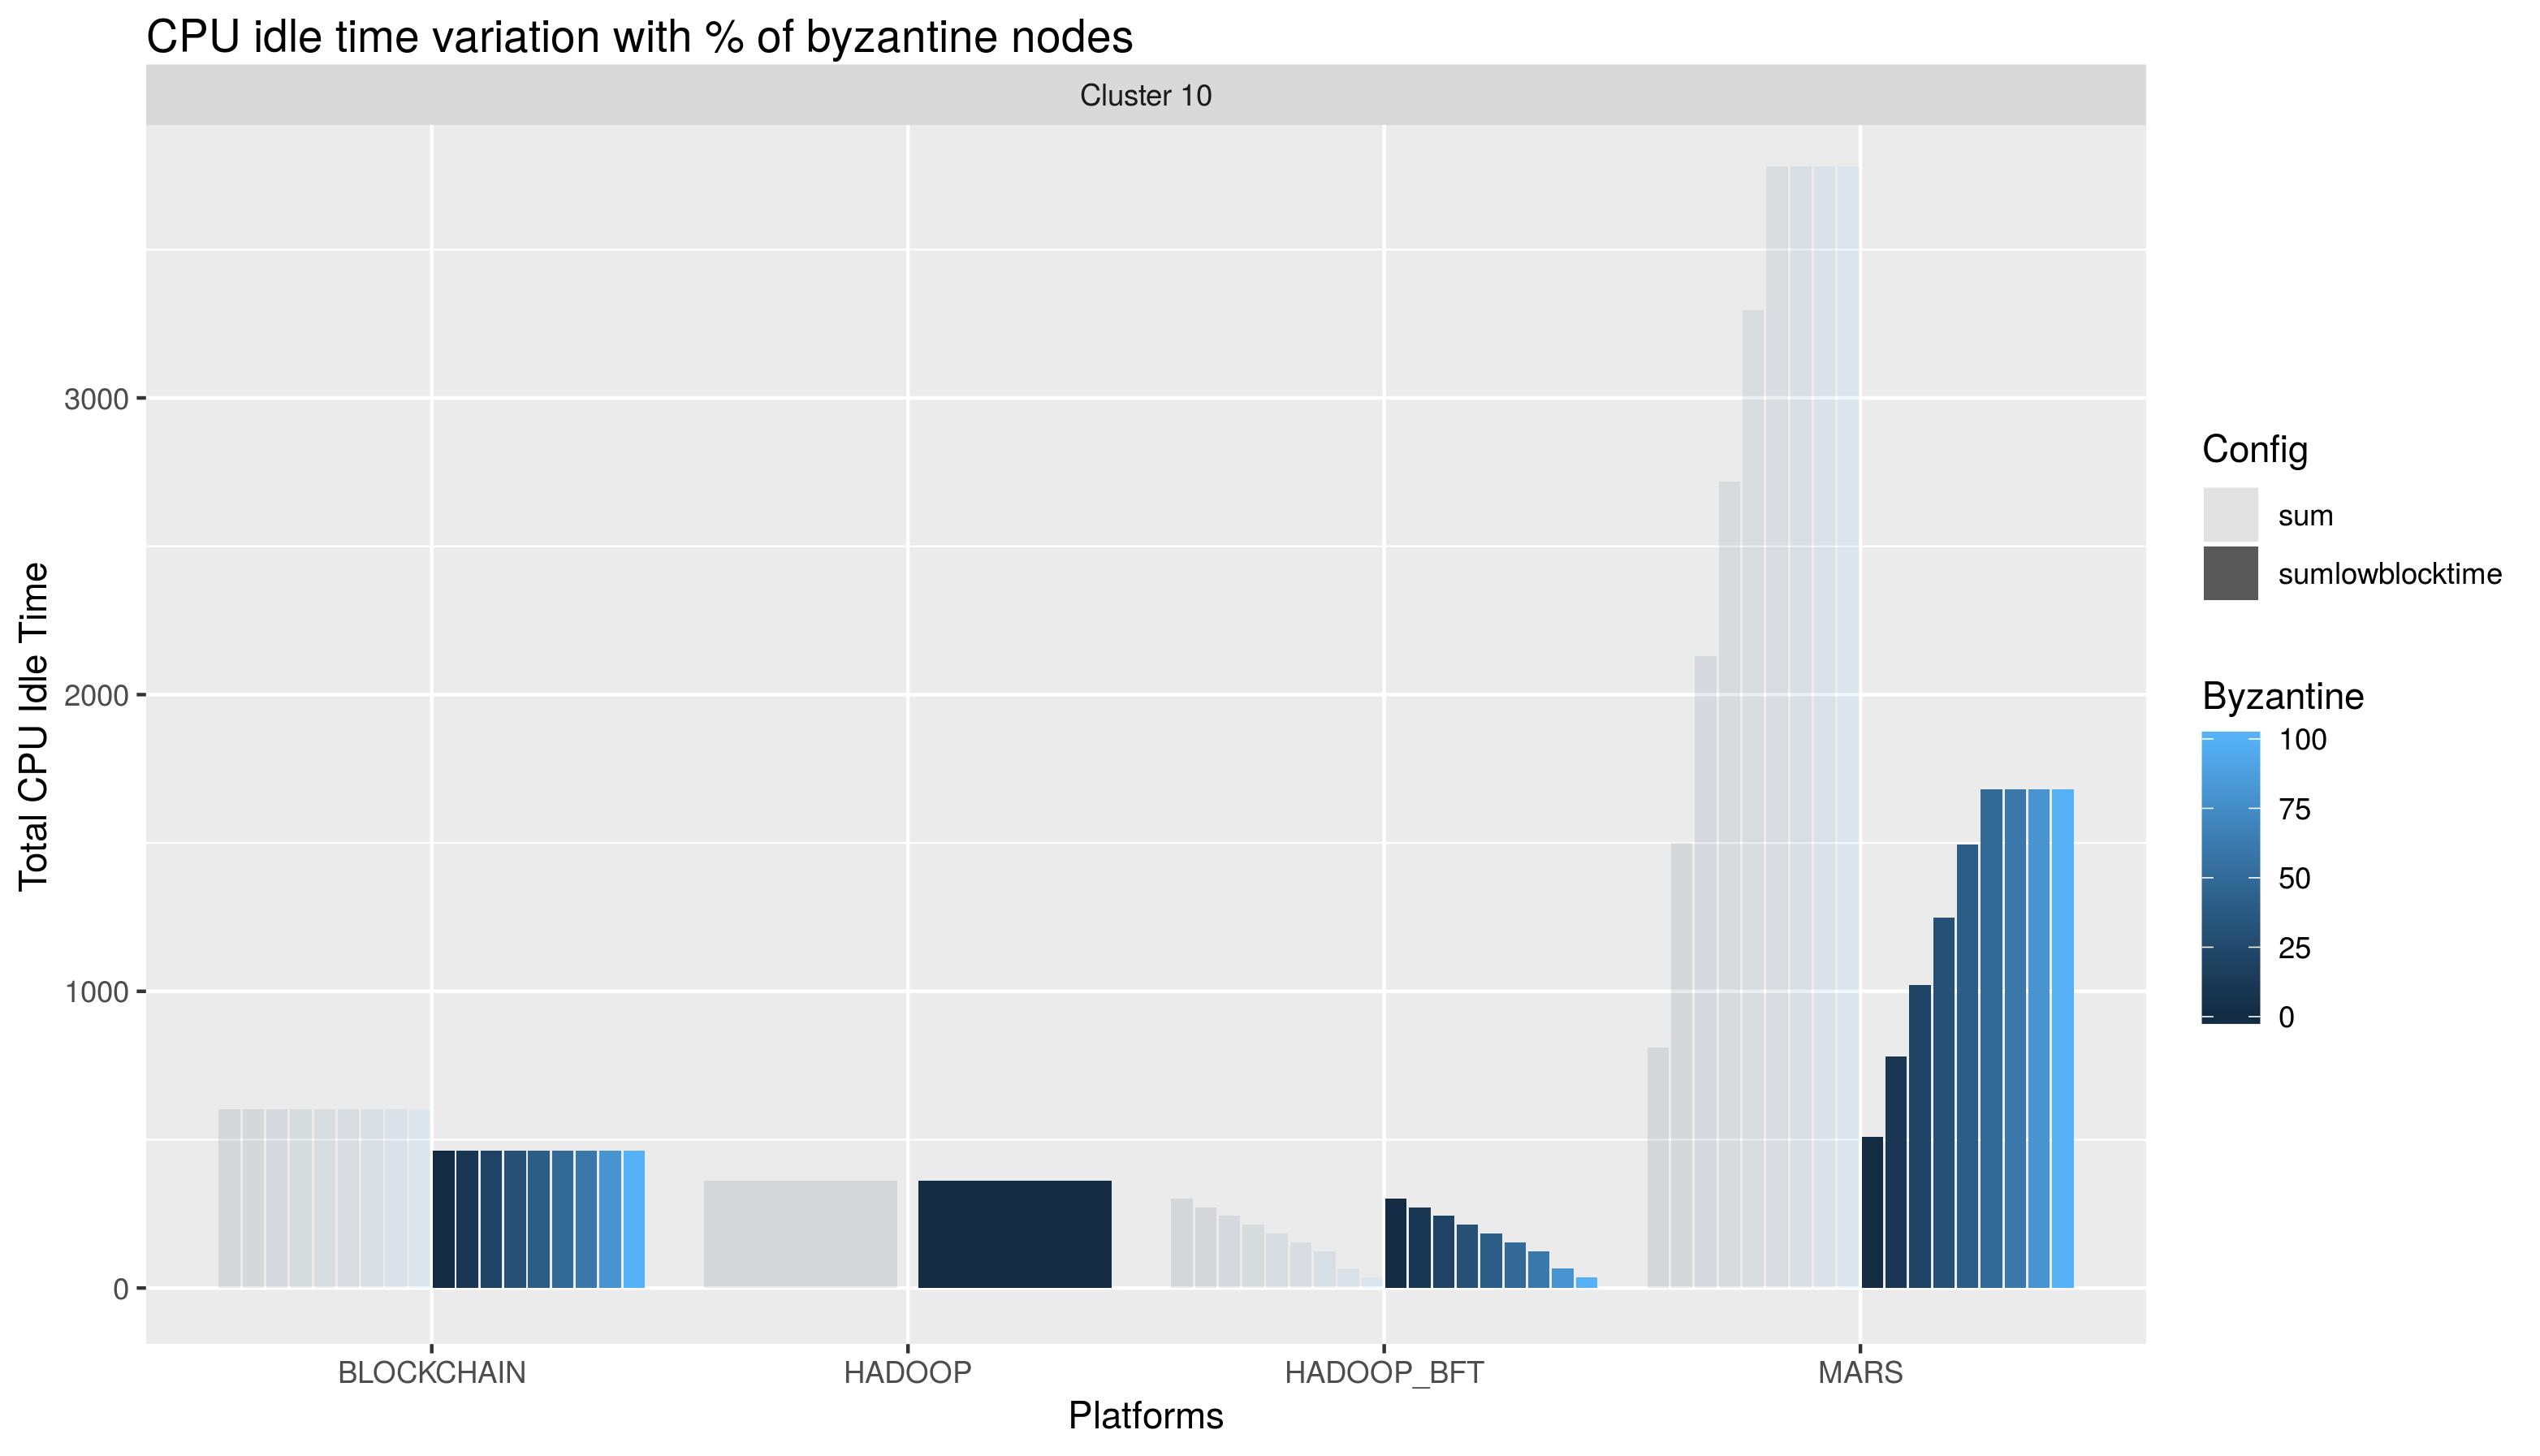 CPU idle time variation with % of byzantine nodes
Cluster 10
Total CPU Idle Time
3000
2000
1000
0
BLOCKCHAIN
HADOOP
HADOOP_BFT
MARS
Platforms
Config
sum
sumlowblocktime
Byzantine
100
75
50
25
0